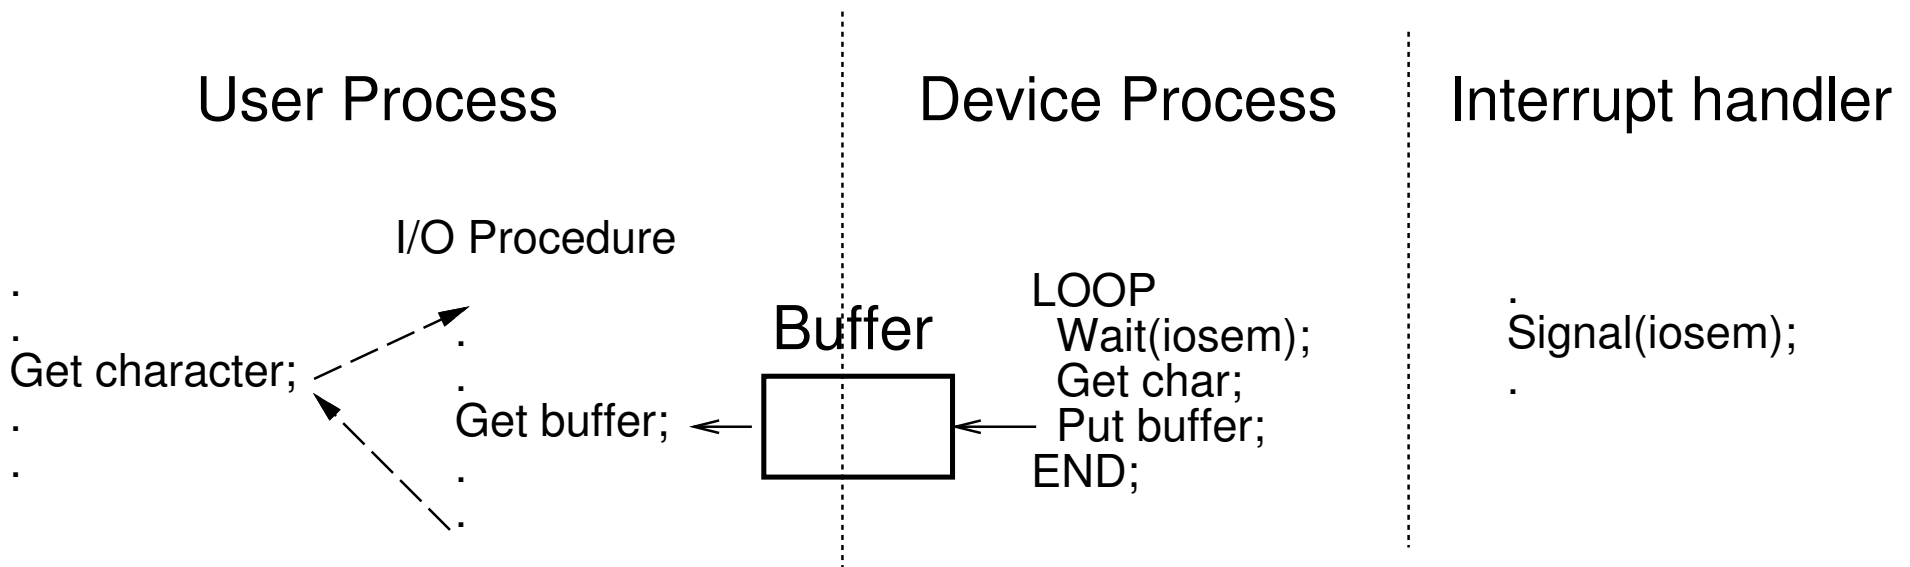 User Process
Device Process
Interrupt handler
I/O Procedure
.
.
Get character;
.
.
.
.
Get buffer;
.
.
Buffer
LOOP
Wait(iosem);
Get char;
Put buffer;
END;
.
Signal(iosem);
.